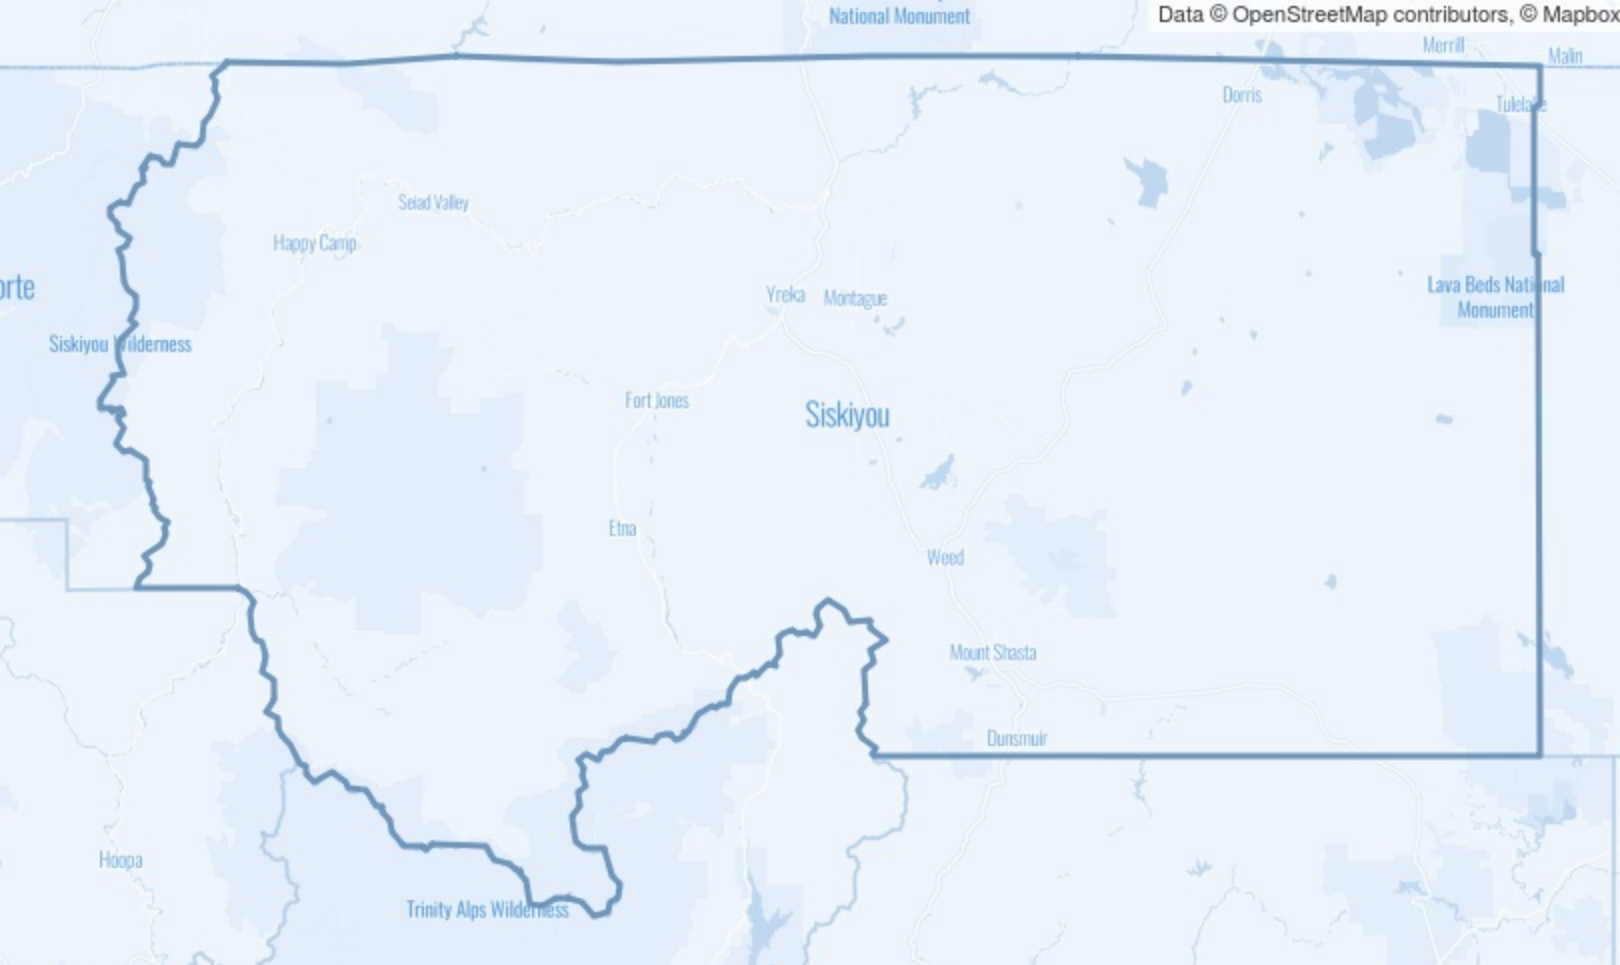 National Monument
Data © OpenStreetMap contributors, © Mapbox
Merrill
Malin
Dorris
Tulelake
Seiad Valley
Happy Camp
orte
Yreka
Montague
Lava Beds National
Monument
Siskiyou Wilderness
Fort Jones
Siskiyou
Etna
Weed
Mount Shasta
Dunsmuir
Hoopa
Trinity Alps Wilderness